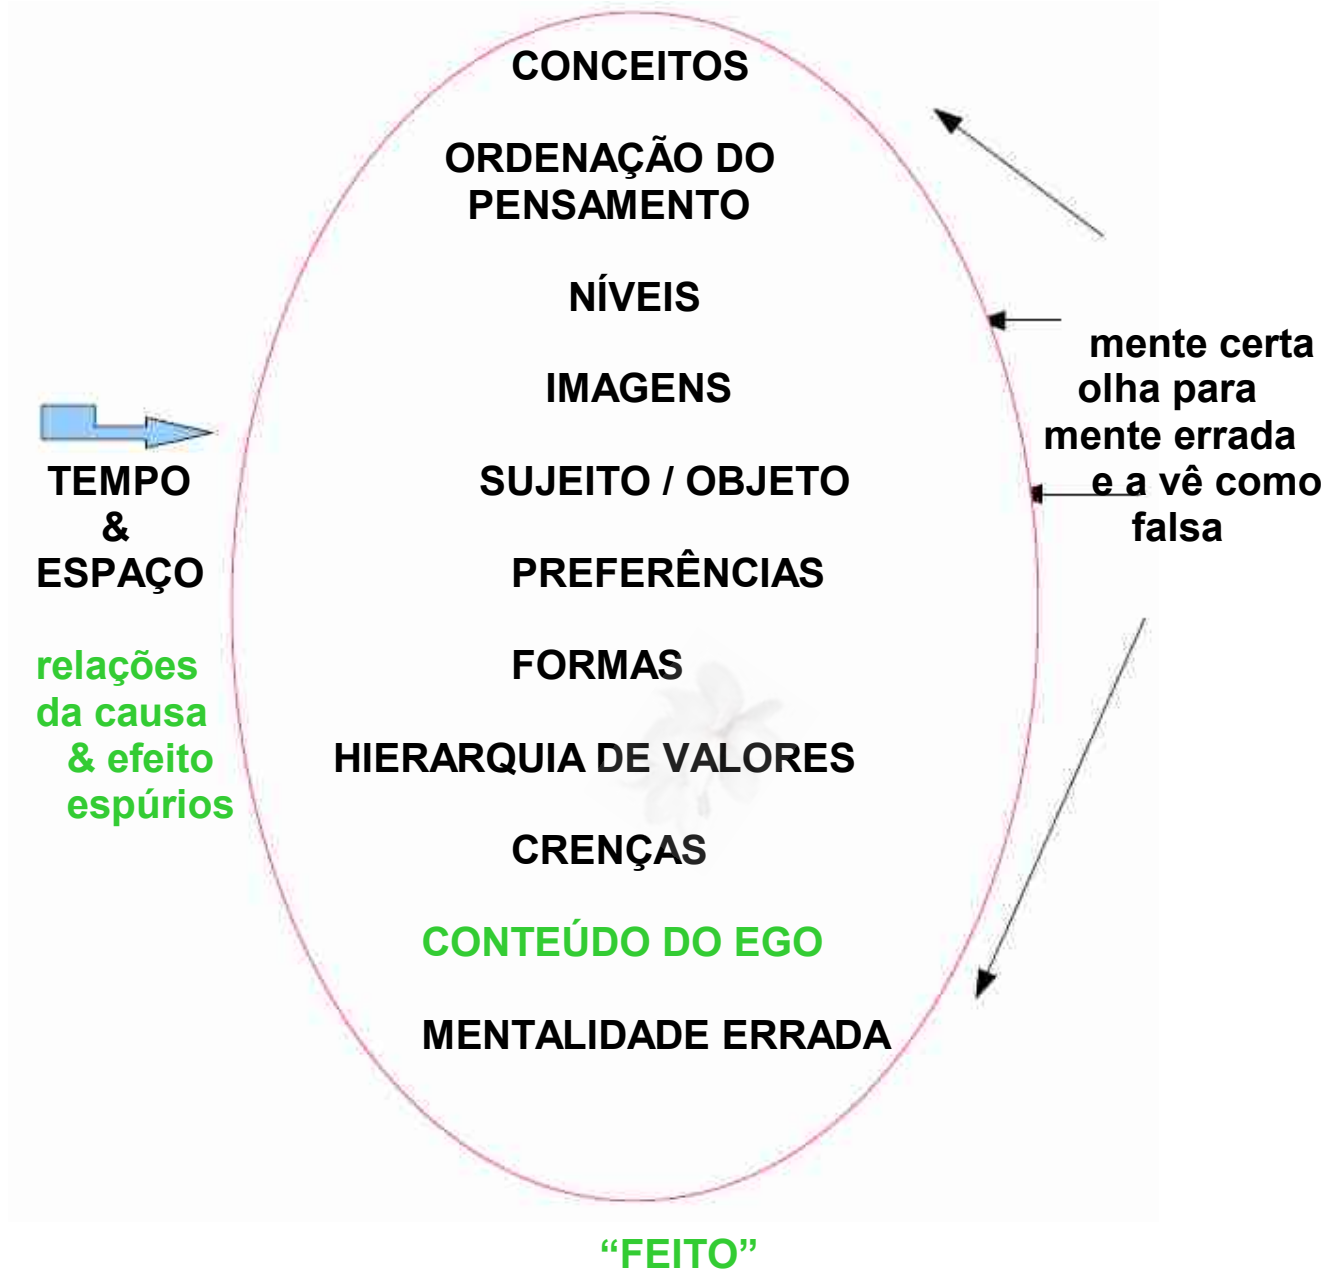 CONCEITOS
ORDENAÇÃO DO
PENSAMENTO
NÍVEIS
IMAGENS
SUJEITO / OBJETO
PREFERÊNCIAS
FORMAS
HIERARQUIA DE VALORES
CRENÇAS
CONTEÚDO DO EGO
MENTALIDADE ERRADA
TEMPO
&
ESPAÇO
relações
da causa
& efeito
espúrios
mente certa
olha para
mente errada
e a vê como
falsa
“FEITO”